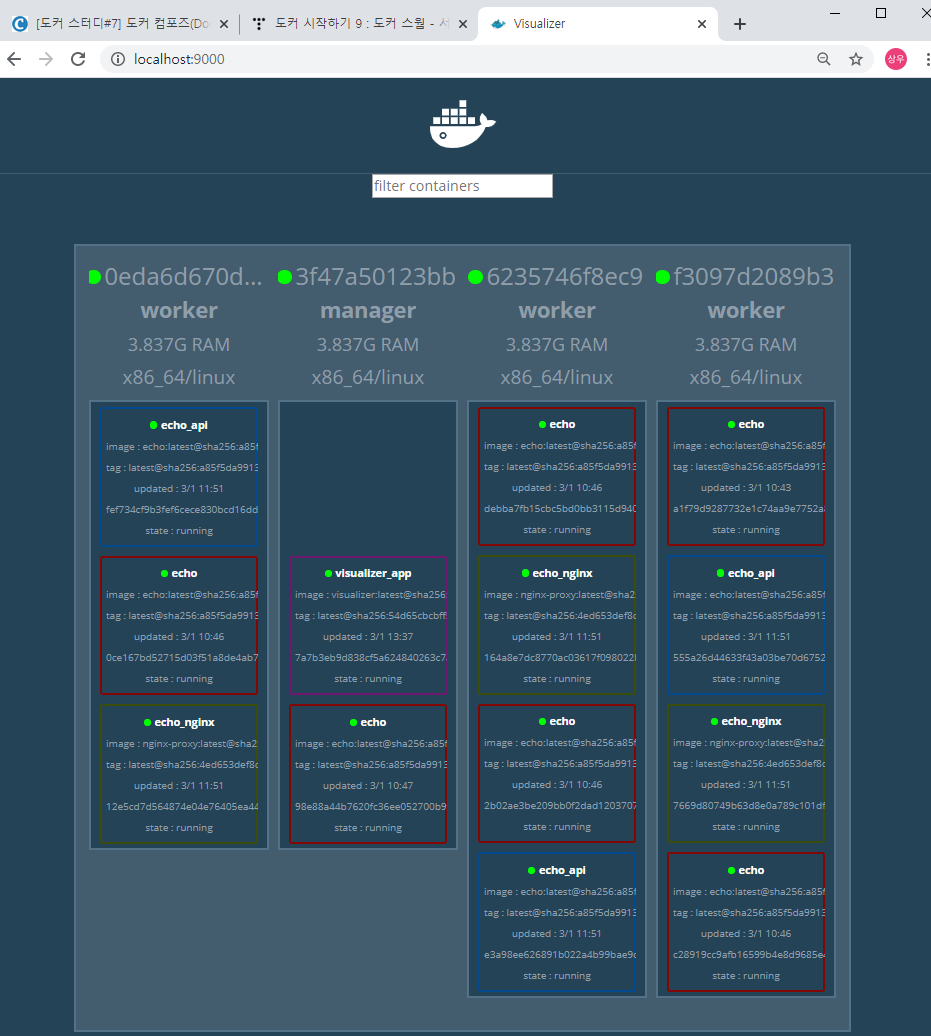 [도커 스터디#7] 도커 컴포즈(Do
도커 시작하기 9 : 도커 스웜 - 서
Visualizer
localhost:9000
상우
filter containers
0eda6d670d...
worker
3.837G RAM
x86_64/linux
echo_api
image : echo:latest@sha256:a85f
tag : latest@sha256:a85f5da9913
updated : 3/1 11:51
fef734cf9b3fef6cece830bcd16dd
state : running
echo
image : echo:latest@sha256:a85f
tag : latest@sha256:a85f5da9913
updated : 3/1 10:46
0ce167bd52715d03f51a8de4ab7
state : running
echo_nginx
image : nginx-proxy:latest@sha2
tag : latest@sha256:4ed653def8c
updated : 3/1 11:51
12e5cd7d564874e04e76405ea44
state : running
3f47a50123bb
manager
3.837G RAM
x86_64/linux
visualizer_app
image : visualizer:latest@sha256
tag : latest@sha256:54d65cbcbff
updated : 3/1 13:37
7a7b3eb9d838cf5a624840263c7
state : running
echo
image : echo:latest@sha256:a85f
tag : latest@sha256:a85f5da9913
updated : 3/1 10:47
98e88a44b7620fc36ee052700b9
state : running
6235746f8ec9
worker
3.837G RAM
x86_64/linux
echo
image : echo:latest@sha256:a85f
tag : latest@sha256:a85f5da9913
updated : 3/1 10:46
debba7fb15cbc5bd0bb3115d940
state : running
echo_nginx
image : nginx-proxy:latest@sha2
tag : latest@sha256:4ed653def8c
updated : 3/1 11:51
164a8e7dc8770ac03617f098022
state : running
echo
image : echo:latest@sha256:a85f
tag : latest@sha256:a85f5da9913
updated : 3/1 10:46
2b02ae3be209bb0f2dad1203707
state : running
echo_api
image : echo:latest@sha256:a85f
tag : latest@sha256:a85f5da9913
updated : 3/1 11:51
e3a98ee626891b022a4b99bae9c
state : running
f3097d2089b3
worker
3.837G RAM
x86_64/linux
echo
image : echo:latest@sha256:a85f
tag : latest@sha256:a85f5da9913
updated : 3/1 10:43
a1f79d9287732e1c74aa9e7752a
state : running
echo_api
image : echo:latest@sha256:a85f
tag : latest@sha256:a85f5da9913
updated : 3/1 11:51
555a26d44633f43a03be70d6752
state : running
echo_nginx
image : nginx-proxy:latest@sha2
tag : latest@sha256:4ed653def8c
updated : 3/1 11:51
7669d80749b63d8e0a789c101df
state : running
echo
image : echo:latest@sha256:a85f
tag : latest@sha256:a85f5da9913
updated : 3/1 10:46
c28919cc9afb16599b4e8d9685e4
state : running